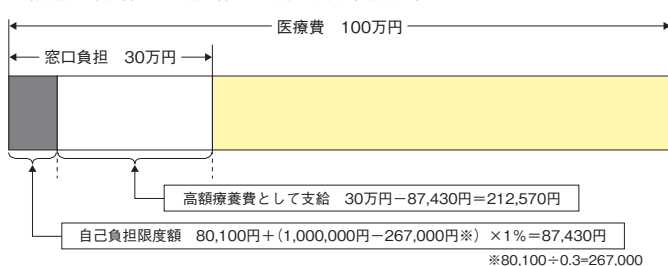 医療費　100万円
窓口負担　30万円
高額療養費として支給　30万円－87,430円＝212,570円
自己負担限度額　80,100円＋（1,000,000円－267,000円※）×1％＝87,430円
※80,100÷0.3=267,000